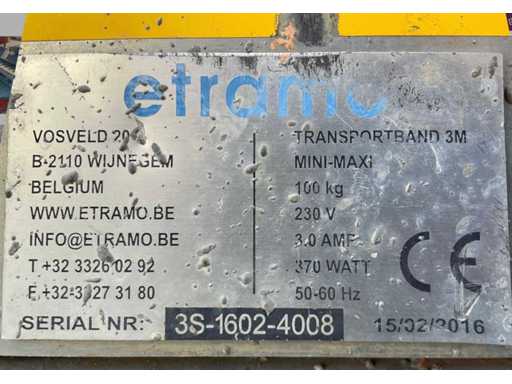 etramo
VOSVELD 20
B-2110 WIJNEGEM
BELGIUM
WWW.ETRAMO.BE
INFO@ETRAMO.BE
T +32 3326 02 92
F +32 3 327 31 80
TRANSPORTBAND 3M
MINI-MAXI
100 kg
230 V
3.0 AMP
370 WATT
50-60 Hz
CE
SERIAL NR: 3S-1602-4008 15/02/2016